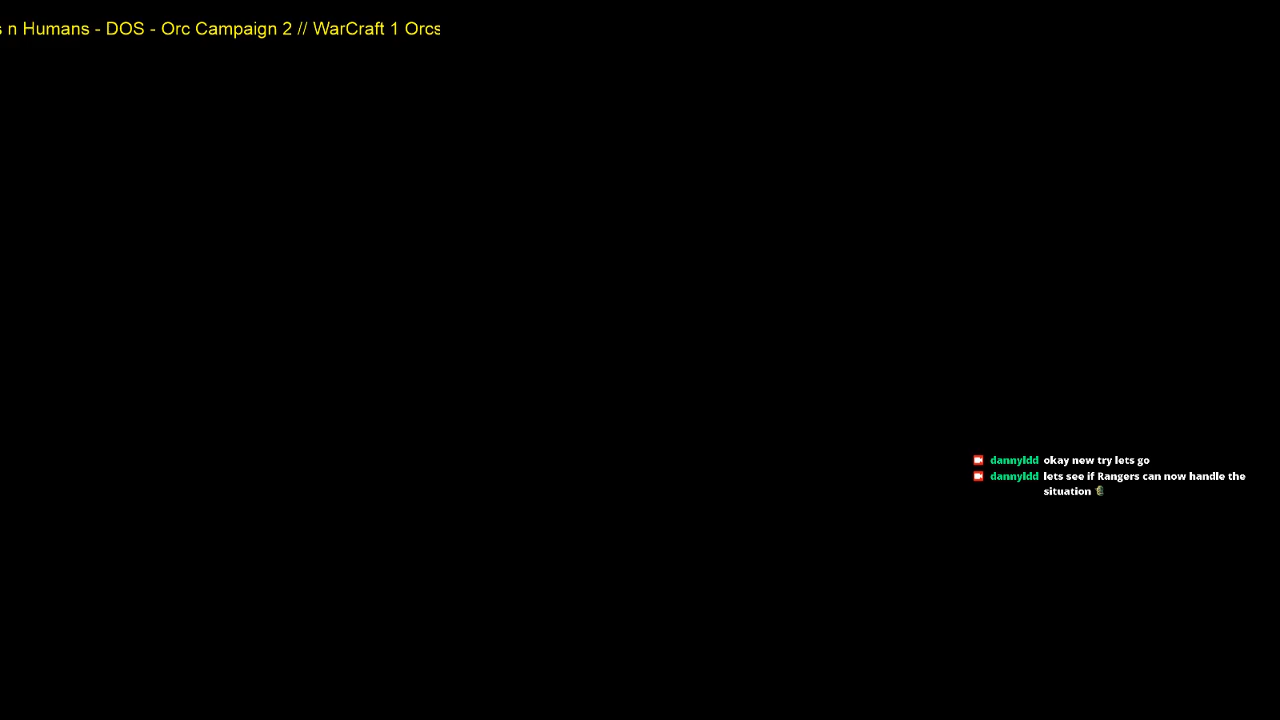 n Humans - DOS - Orc Campaign 2 // WarCraft 1 Orcs
dannyldd okay new try lets go
dannyldd lets see if Rangers can now handle the
situation